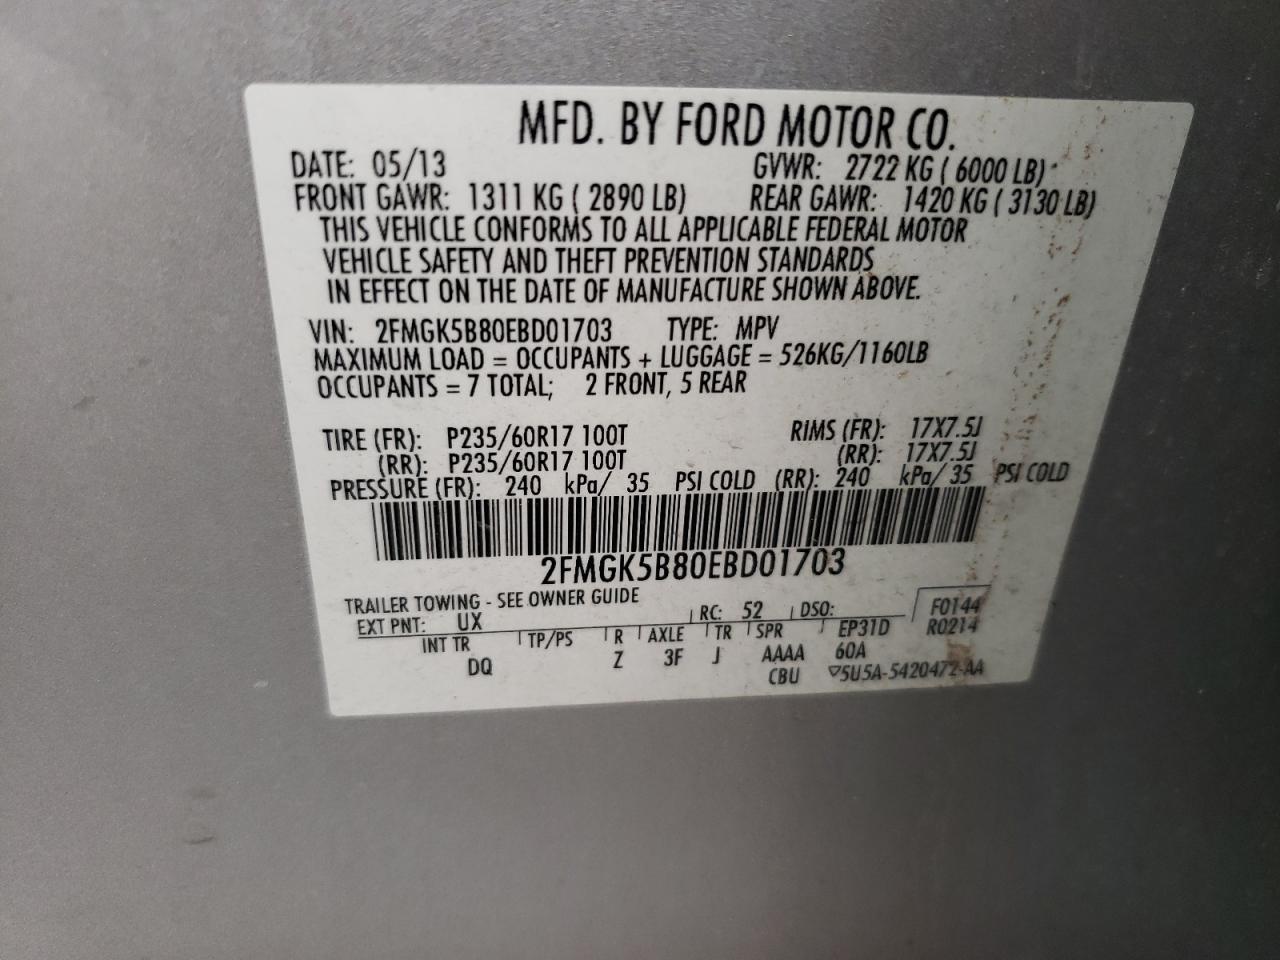 MFD. BY FORD MOTOR CO.
DATE: 05/13 GVWR: 2722 KG ( 6000 LB)
FRONT GAWR: 1311 KG ( 2890 LB) REAR GAWR: 1420 KG ( 3130 LB)
THIS VEHICLE CONFORMS TO ALL APPLICABLE FEDERAL MOTOR
VEHICLE SAFETY AND THEFT PREVENTION STANDARDS
IN EFFECT ON THE DATE OF MANUFACTURE SHOWN ABOVE.
VIN: 2FMGK5B80EBD01703 TYPE: MPV
MAXIMUM LOAD = OCCUPANTS + LUGGAGE = 526KG/1160LB
OCCUPANTS = 7 TOTAL; 2 FRONT, 5 REAR
TIRE (FR): P235/60R17 100T RIMS (FR): 17X7.5J
(RR): P235/60R17 100T (RR): 17X7.5J
PRESSURE (FR): 240 kPa/ 35 PSI COLD (RR): 240 kPa/ 35 PSI COLD
2FMGK5B80EBD01703
TRAILER TOWING - SEE OWNER GUIDE
EXT PNT: UX RC: 52 DSO: F0144
INT TR TP/PS R AXLE TR SPR EP31D R0214
DQ Z 3F J AAAA 60A
CBU ▽5U5A-5420472-AA